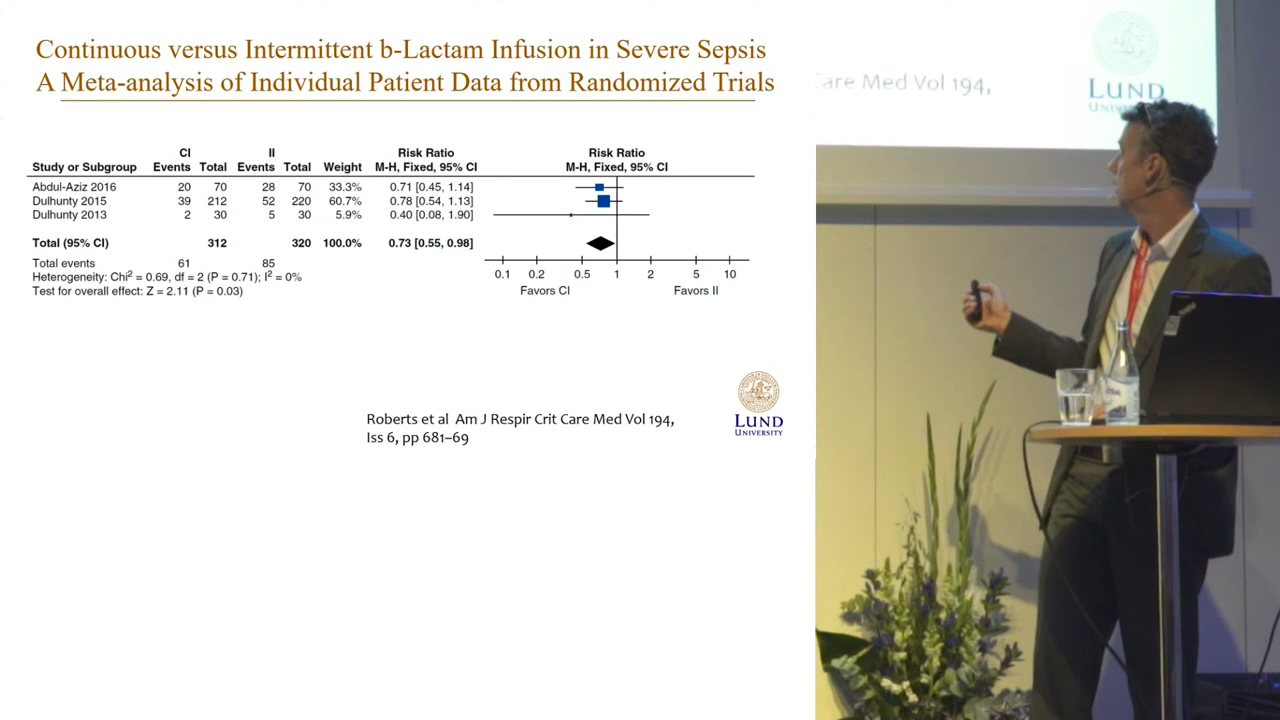 Continuous versus Intermittent b-Lactam Infusion in Severe Sepsis
A Meta-analysis of Individual Patient Data from Randomized Trials
CI II Risk Ratio Risk Ratio
Study or Subgroup Events Total Events Total Weight M-H, Fixed, 95% CI M-H, Fixed, 95% CI
Abdul-Aziz 2016 20 70 28 70 33.3% 0.71 [0.45, 1.14]
Dulhunty 2015 39 212 52 220 60.7% 0.78 [0.54, 1.13]
Dulhunty 2013 2 30 5 30 5.9% 0.40 [0.08, 1.90]
Total (95% CI) 312 320 100.0% 0.73 [0.55, 0.98]
Total events 61 85
Heterogeneity: Chi² = 0.69, df = 2 (P = 0.71); I² = 0%
Test for overall effect: Z = 2.11 (P = 0.03)
0.1 0.2 0.5 1 2 5 10
Favors CI Favors II
Roberts et al Am J Respir Crit Care Med Vol 194,
Iss 6, pp 681–69
LUND
UNIVERSITY
Care Med Vol 194,
LUND